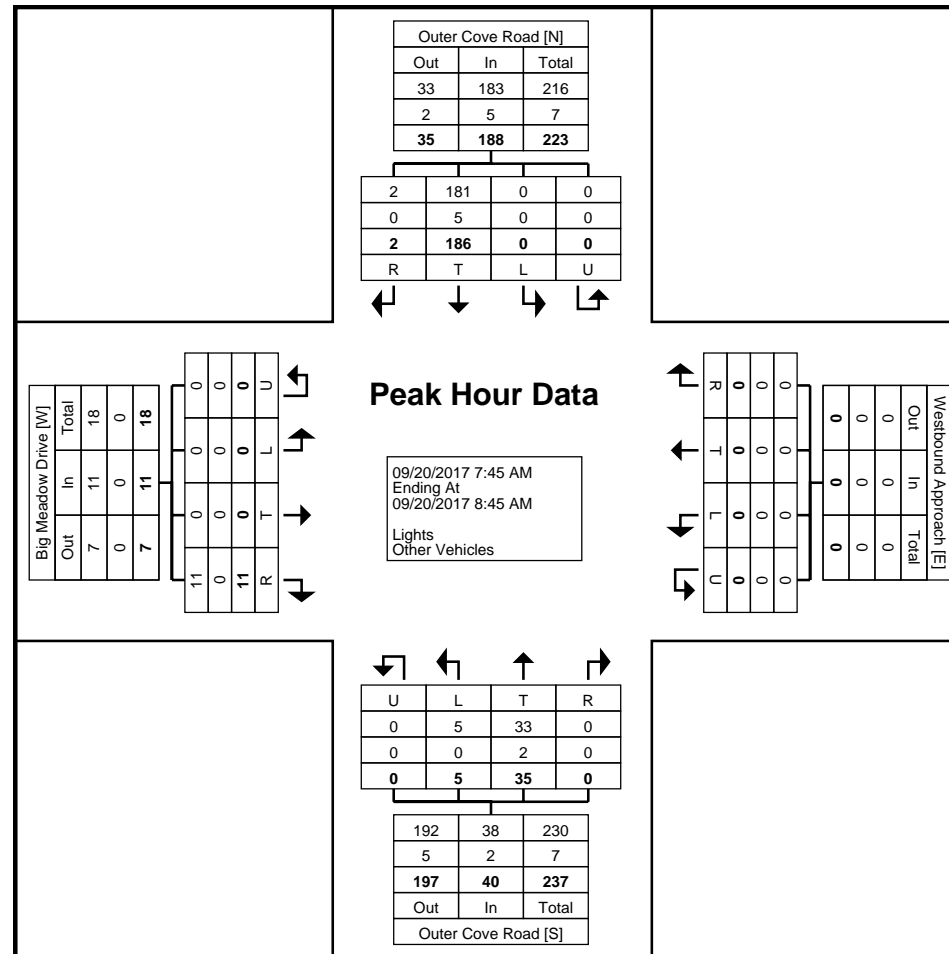 Outer Cove Road [N]
Out In Total
33 183 216
2 5 7
35 188 223
2 181 0 0
0 5 0 0
2 186 0 0
R T L U
Peak Hour Data
09/20/2017 7:45 AM
Ending At
09/20/2017 8:45 AM
Lights
Other Vehicles
Big Meadow Drive [W]
Out In Total
7 11 18
0 0 0
7 11 18
11 0 0 0
0 0 0 0
11 0 0 0
R T L U
Westbound Approach [E]
Out In Total
0 0 0
0 0 0
0 0 0
0 0 0 0
0 0 0 0
0 0 0 0
R T L U
U L T R
0 5 33 0
0 0 2 0
0 5 35 0
192 38 230
5 2 7
197 40 237
Out In Total
Outer Cove Road [S]